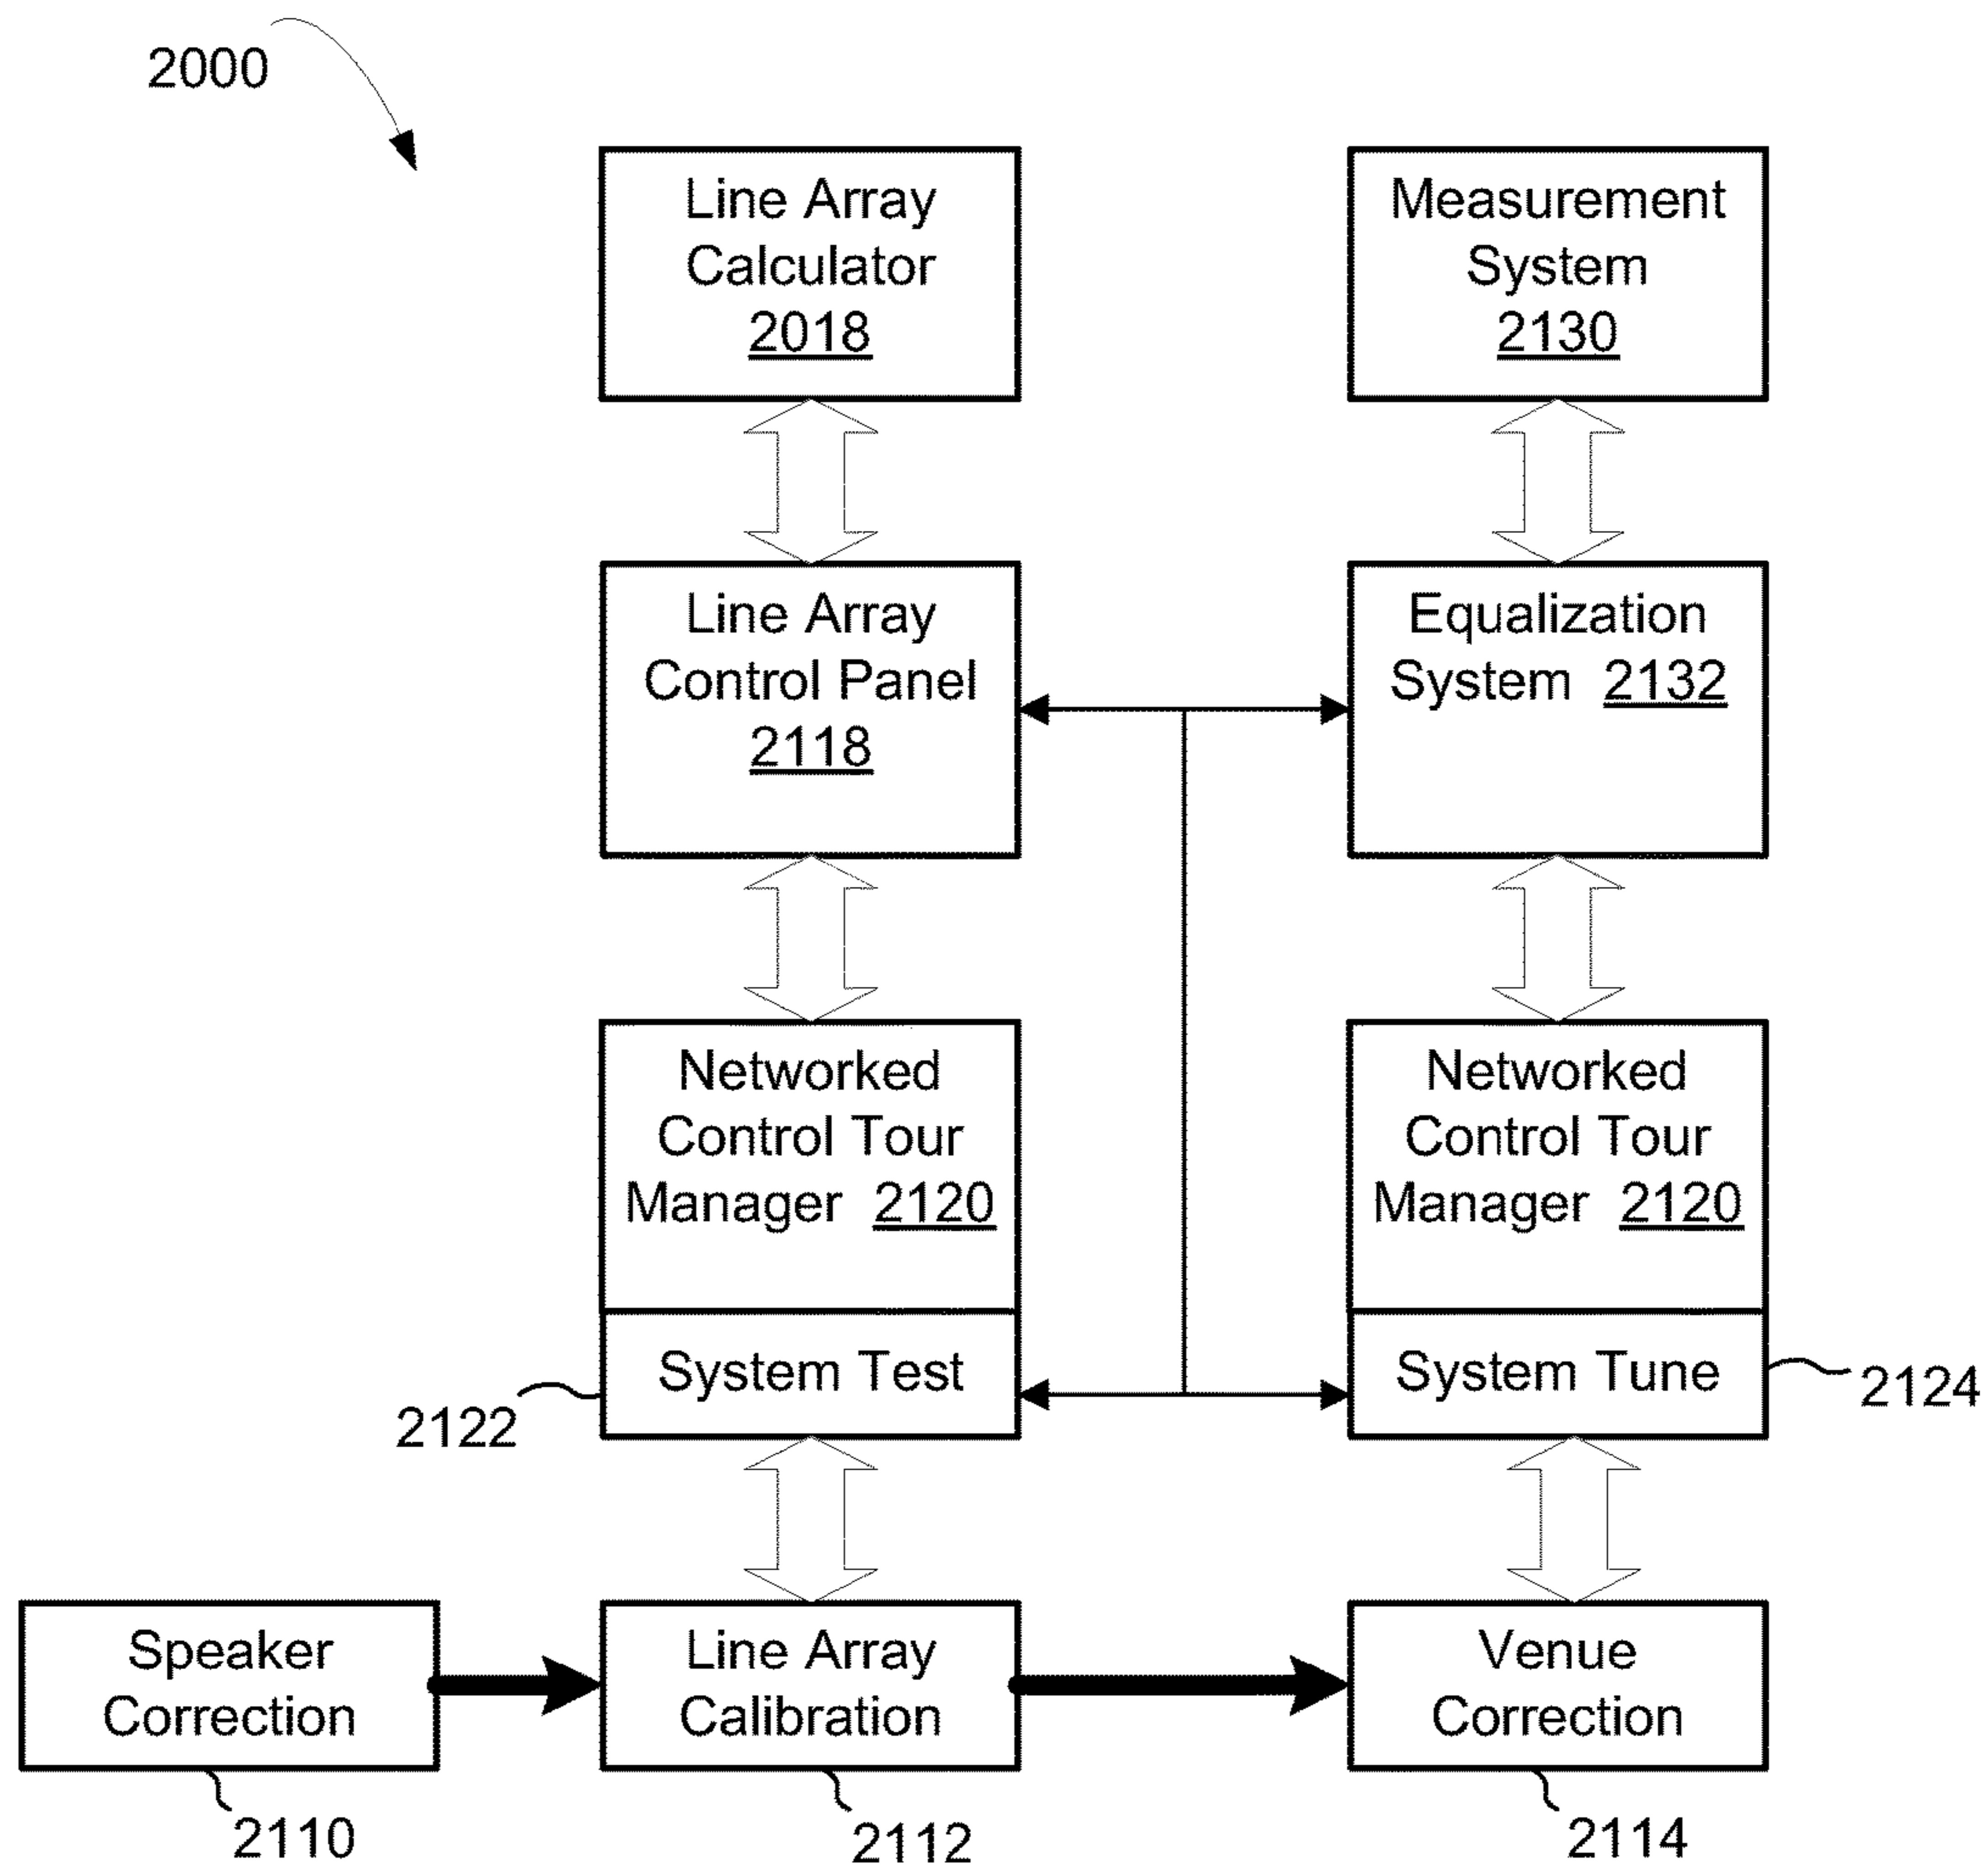 2000
Line Array
Calculator
2018
Measurement
System
2130
Line Array
Control Panel
2118
Equalization
System 2132
Networked
Control Tour
Manager 2120
Networked
Control Tour
Manager 2120
System Test
System Tune
2122
2124
Speaker
Correction
Line Array
Calibration
Venue
Correction
2110
2112
2114